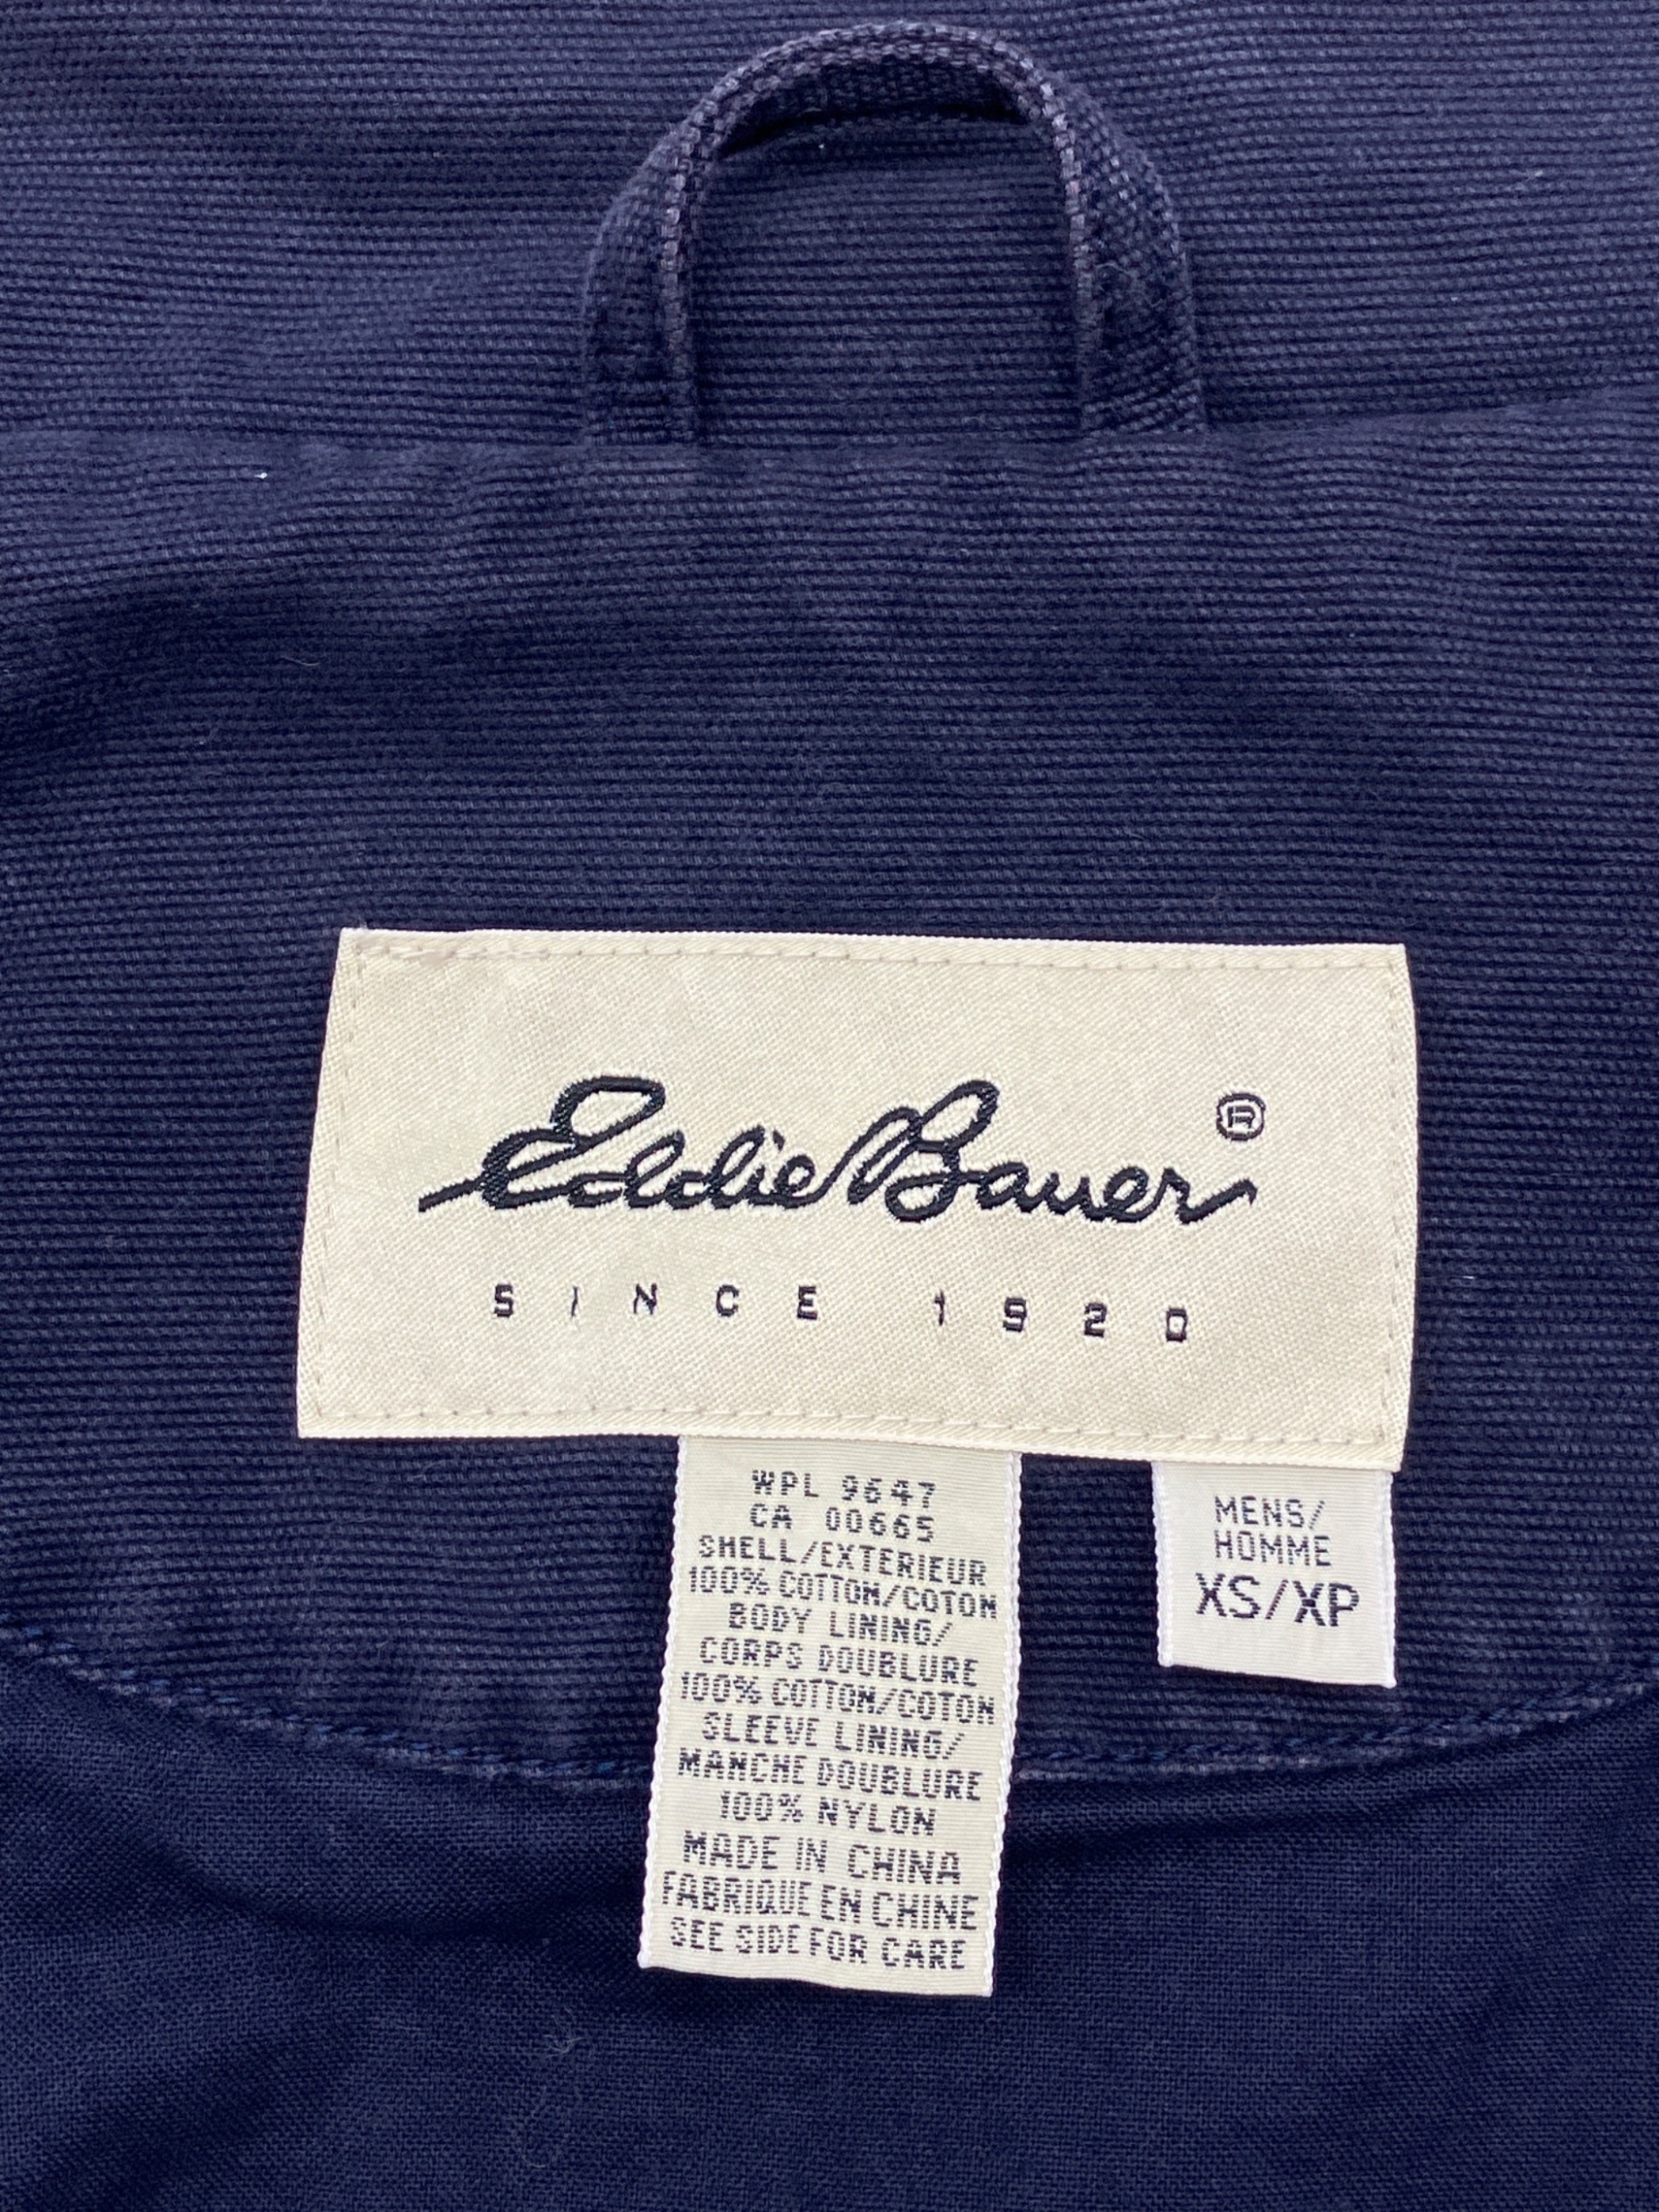 Eddie Bauer®
SINCE 1920
WPL 9647
CA 00665
SHELL/EXTERIEUR
100% COTTON/COTON
BODY LINING/
CORPS DOUBLURE
100% COTTON/COTON
SLEEVE LINING/
MANCHE DOUBLURE
100% NYLON
MADE IN CHINA
FABRIQUE EN CHINE
SEE SIDE FOR CARE
MENS/
HOMME
XS/XP